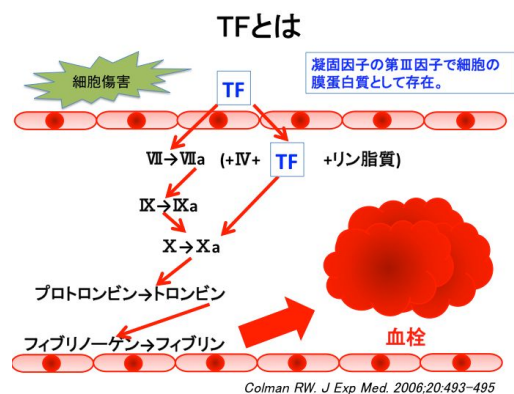 TFとは
細胞傷害
TF
凝固因子の第Ⅲ因子で細胞の
膜蛋白質として存在。
Ⅶ→Ⅶa (+Ⅳ+ TF +リン脂質)
Ⅸ→Ⅸa
Ⅹ→Ⅹa
プロトロンビン→トロンビン
フィブリノーゲン→フィブリン
血栓
Colman RW. J Exp Med. 2006;20:493-495